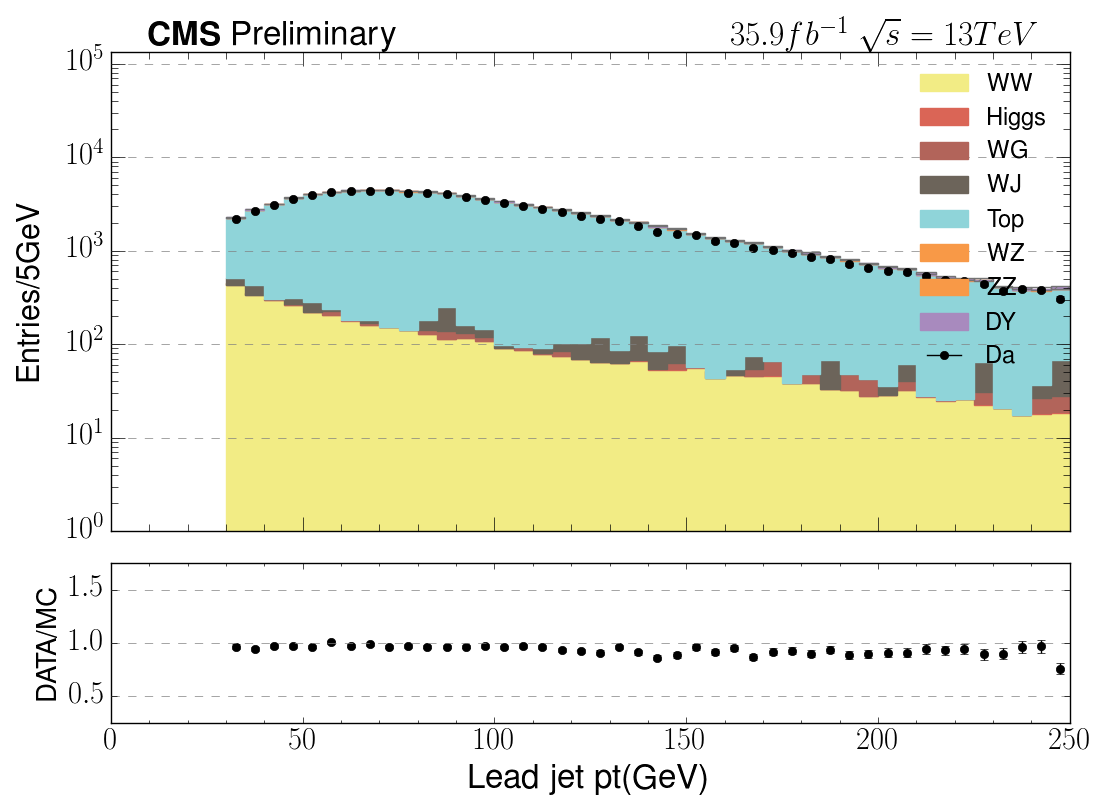 CMS Preliminary
35.9fb⁻¹ √s = 13TeV
10⁵
10⁴
10³
10²
10¹
10⁰
Entries/5GeV
WW
Higgs
WG
WJ
Top
WZ
ZZ
DY
Da
1.5
1.0
0.5
DATA/MC
0 50 100 150 200 250
Lead jet pt(GeV)